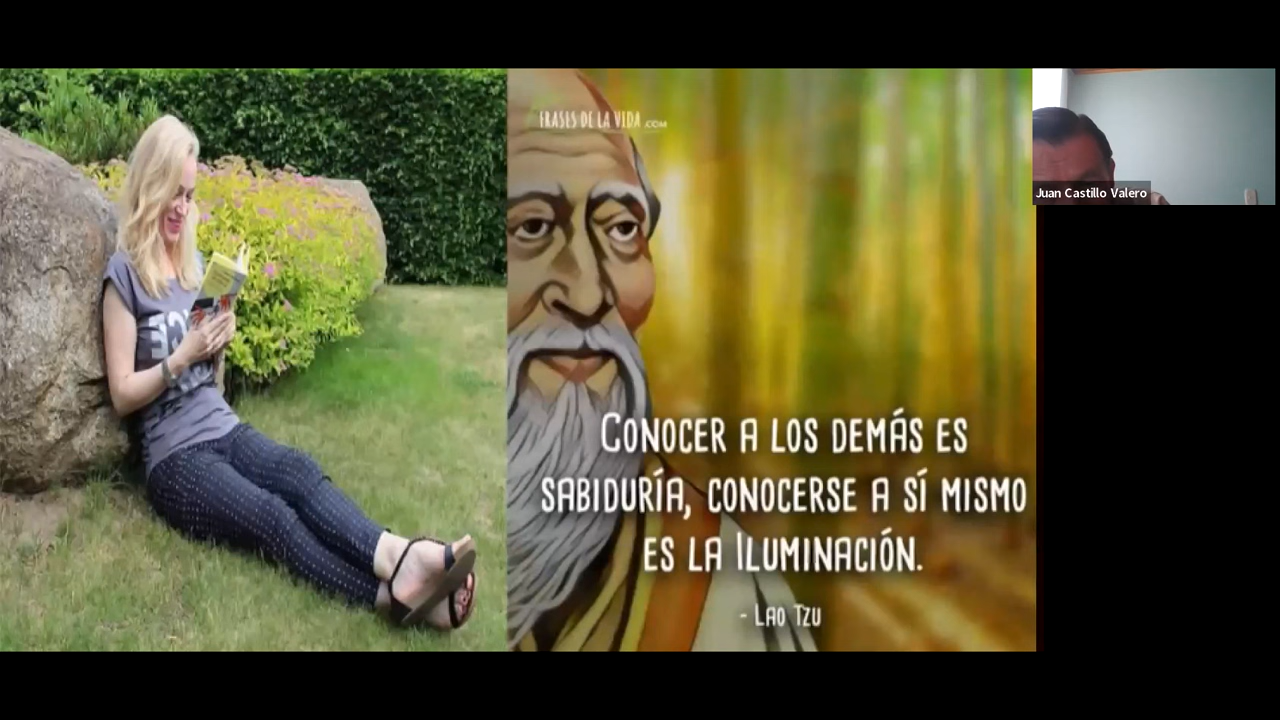 FRASES DE LA VIDA .COM
CONOCER A LOS DEMÁS ES
SABIDURÍA, CONOCERSE A SÍ MISMO
ES LA ILUMINACIÓN.
- LAO TZU
Juan Castillo Valero